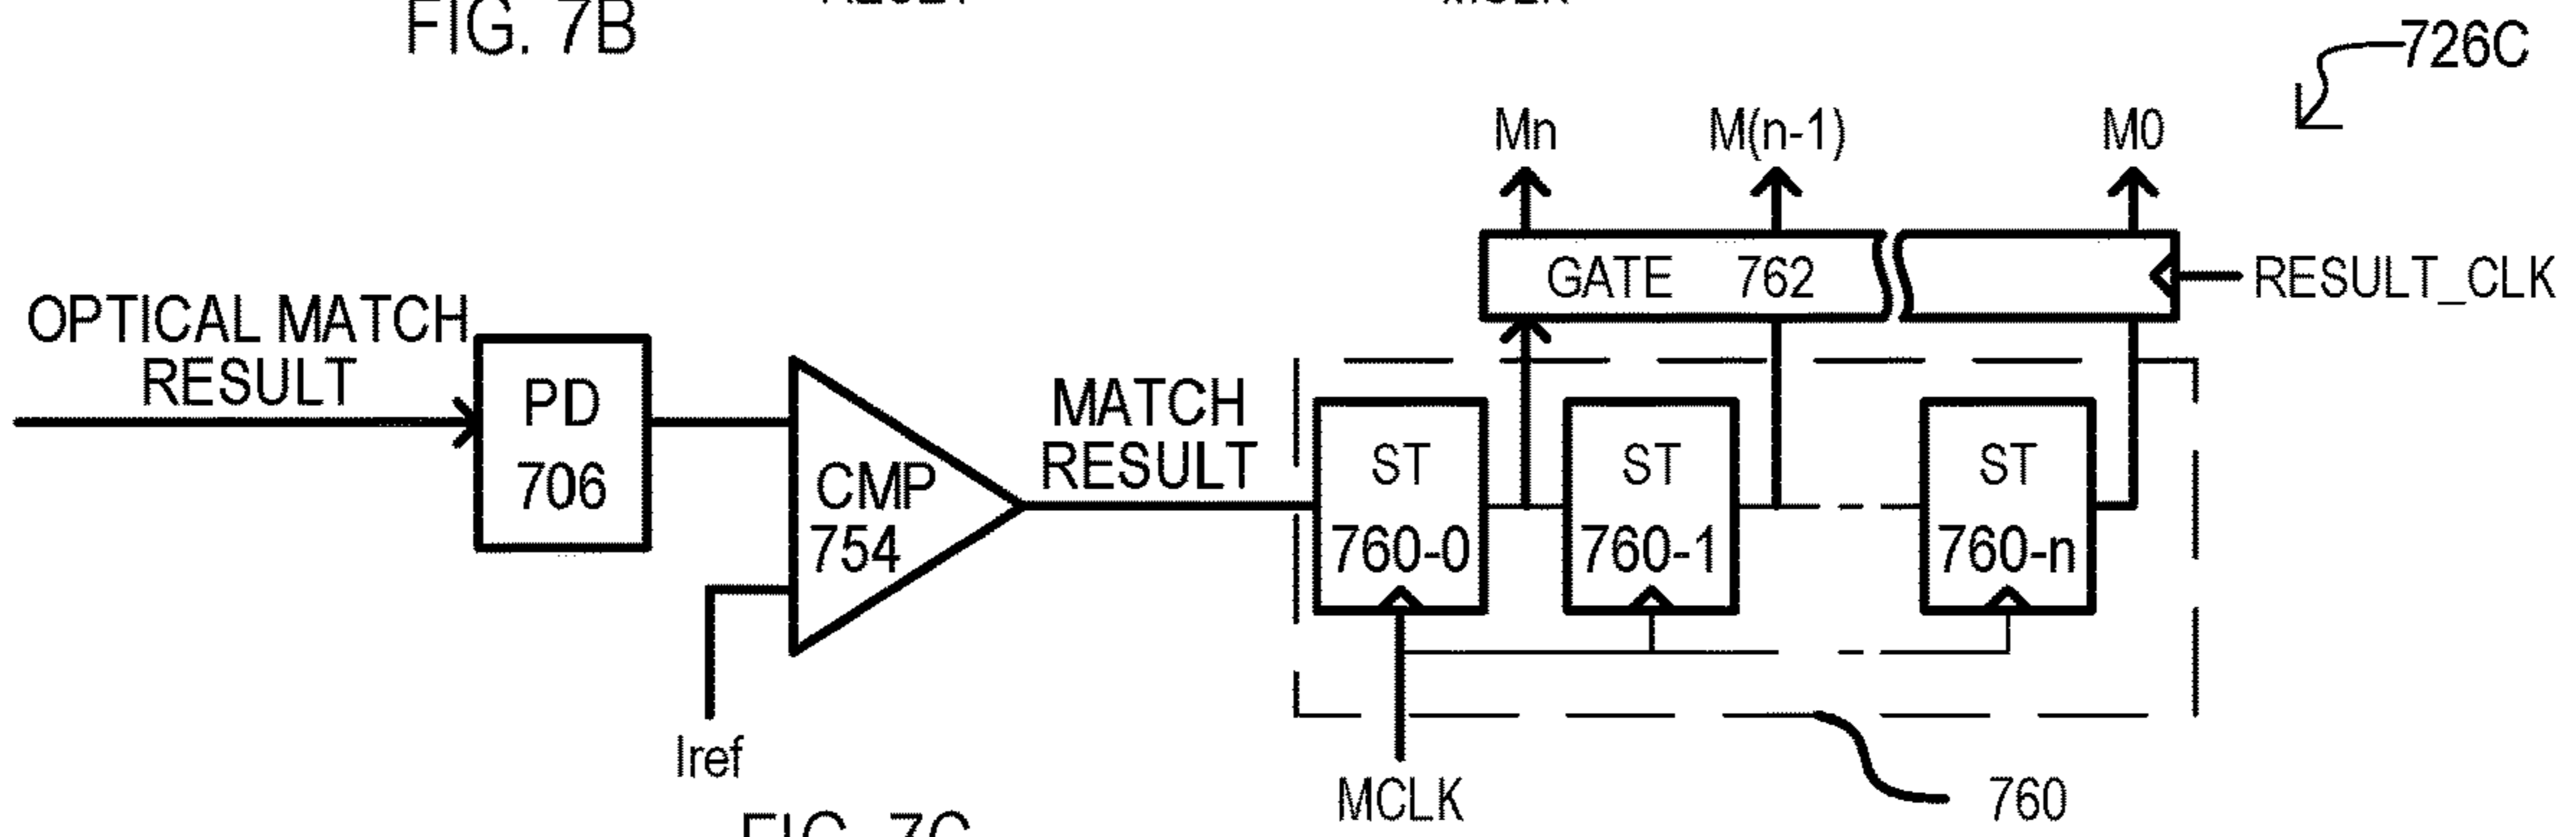 FIG. 7B
726C
Mn
M(n-1)
M0
GATE 762
RESULT_CLK
OPTICAL MATCH
RESULT
PD
706
CMP
754
MATCH
RESULT
ST
760-0
ST
760-1
ST
760-n
Iref
MCLK
760